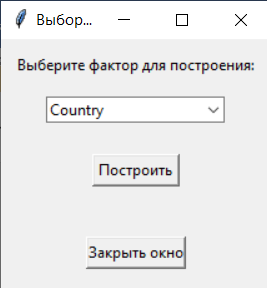 Выбор...
Выберите фактор для построения:
Country
Построить
Закрыть окно